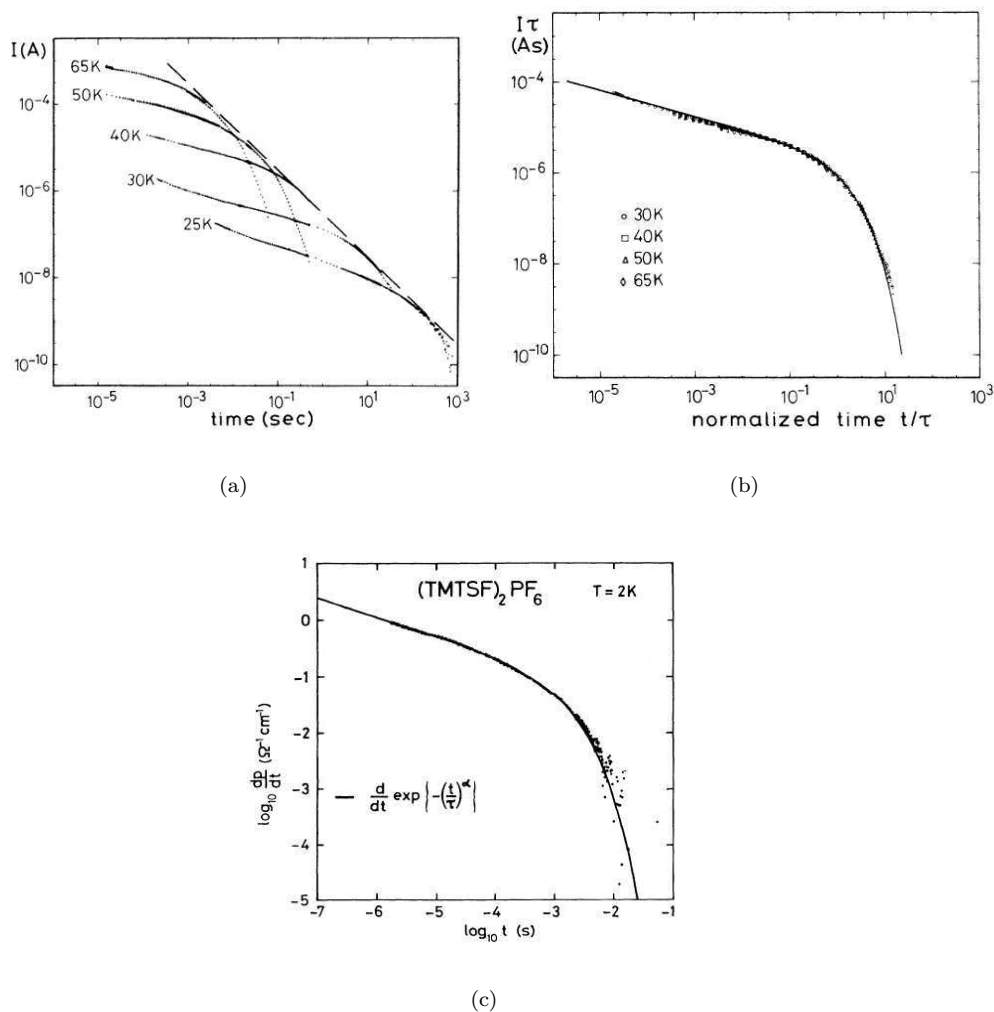 I(A)
65K
50K
40K
30K
25K
10⁻⁴
10⁻⁶
10⁻⁸
10⁻¹⁰
10⁻⁵ 10⁻³ 10⁻¹ 10¹ 10³
time (sec)
(a)
Iτ
(As)
10⁻⁴
10⁻⁶
10⁻⁸
10⁻¹⁰
30K
40K
50K
65K
10⁻⁵ 10⁻³ 10⁻¹ 10¹ 10³
normalized time t/τ
(b)
(TMTSF)₂PF₆ T = 2K
log₁₀ dp/dt (Ω⁻¹cm⁻¹)
1
0
-1
-2
-3
-4
-5
d/dt exp{-(t/τ)^α}
-7 -6 -5 -4 -3 -2 -1
log₁₀ t (s)
(c)